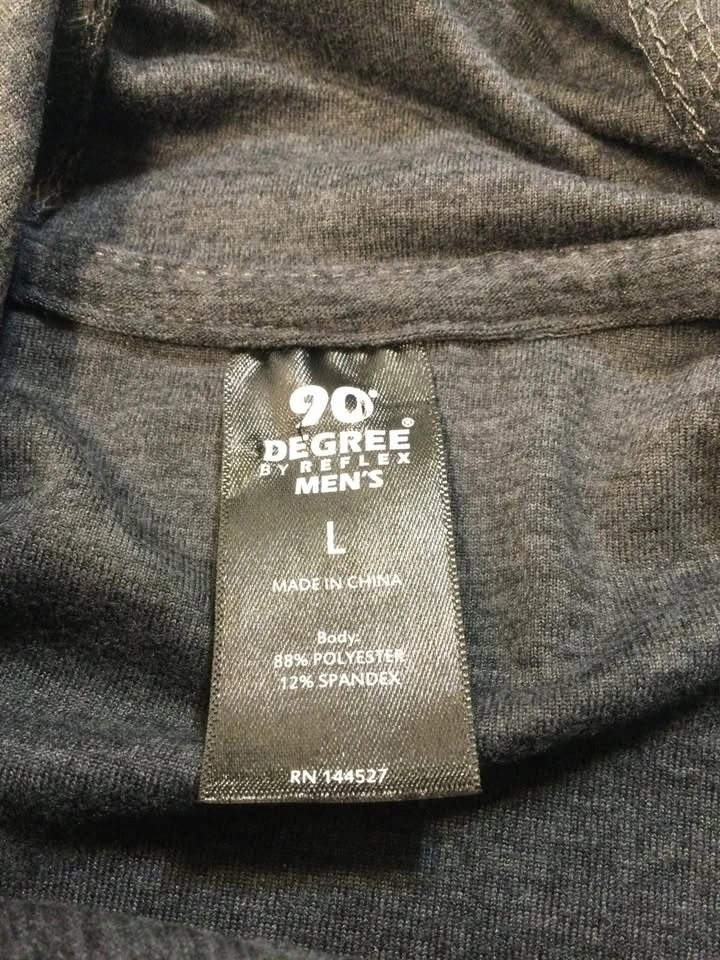 90°
DEGREE®
BY REFLEX
MEN'S
L
MADE IN CHINA
Body:
88% POLYESTER
12% SPANDEX
RN 144527